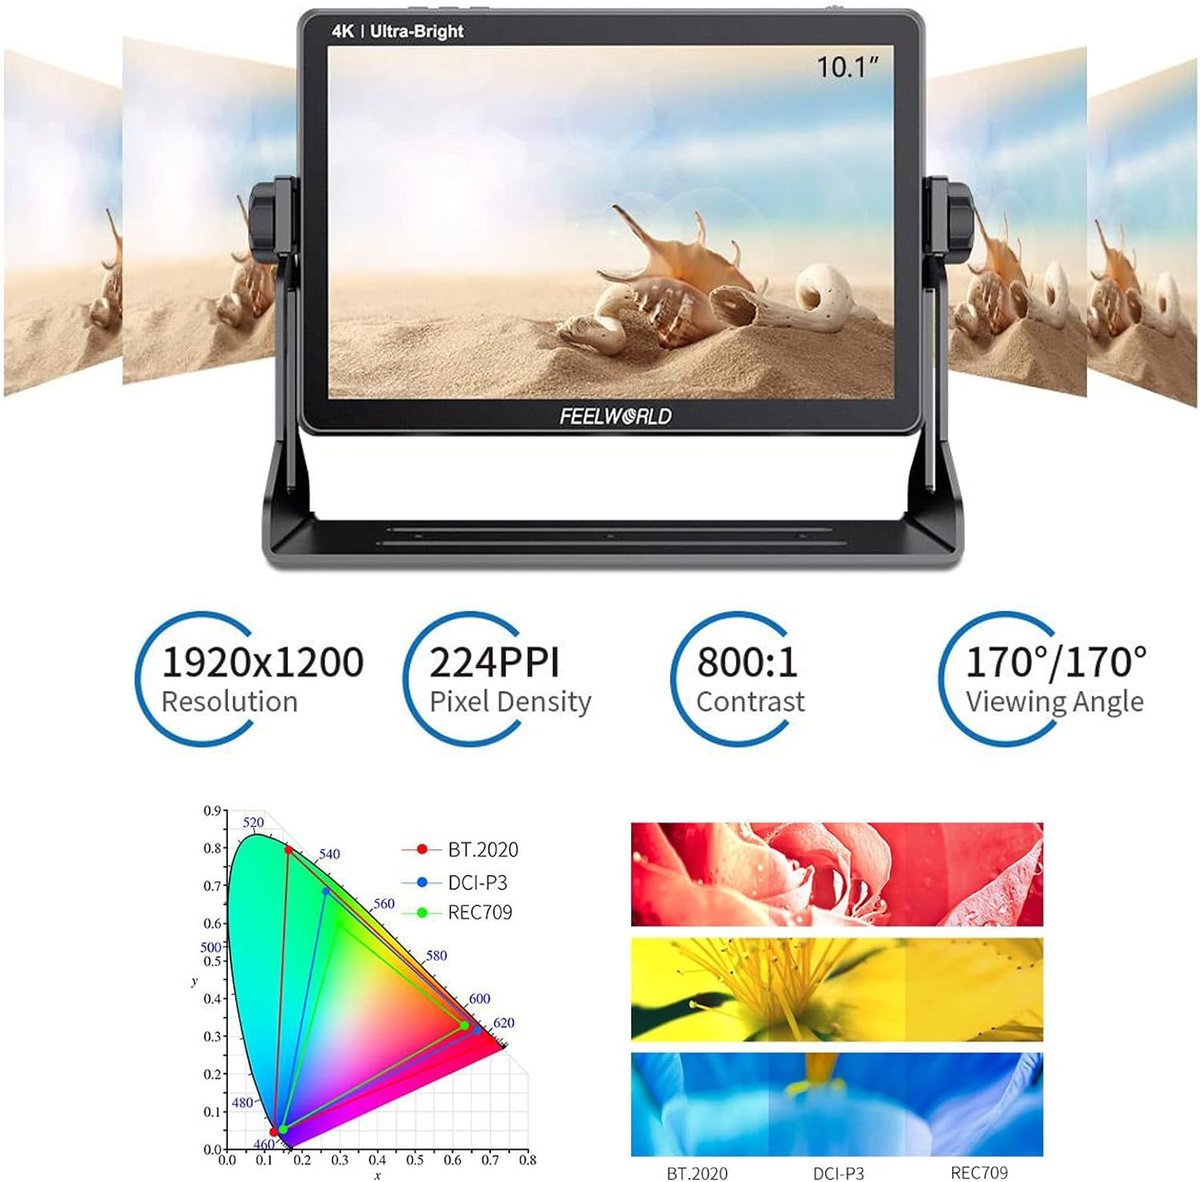 4K | Ultra-Bright
10.1”
FEELWORLD
1920x1200
Resolution
224PPI
Pixel Density
800:1
Contrast
170°/170°
Viewing Angle
0.9
0.8
0.7
0.6
0.5
0.4
0.3
0.2
0.1
0.0
y
520
540
560
580
600
620
500
480
460
BT.2020
DCI-P3
REC709
0.0 0.1 0.2 0.3 0.4 0.5 0.6 0.7 0.8
x
BT.2020 DCI-P3 REC709